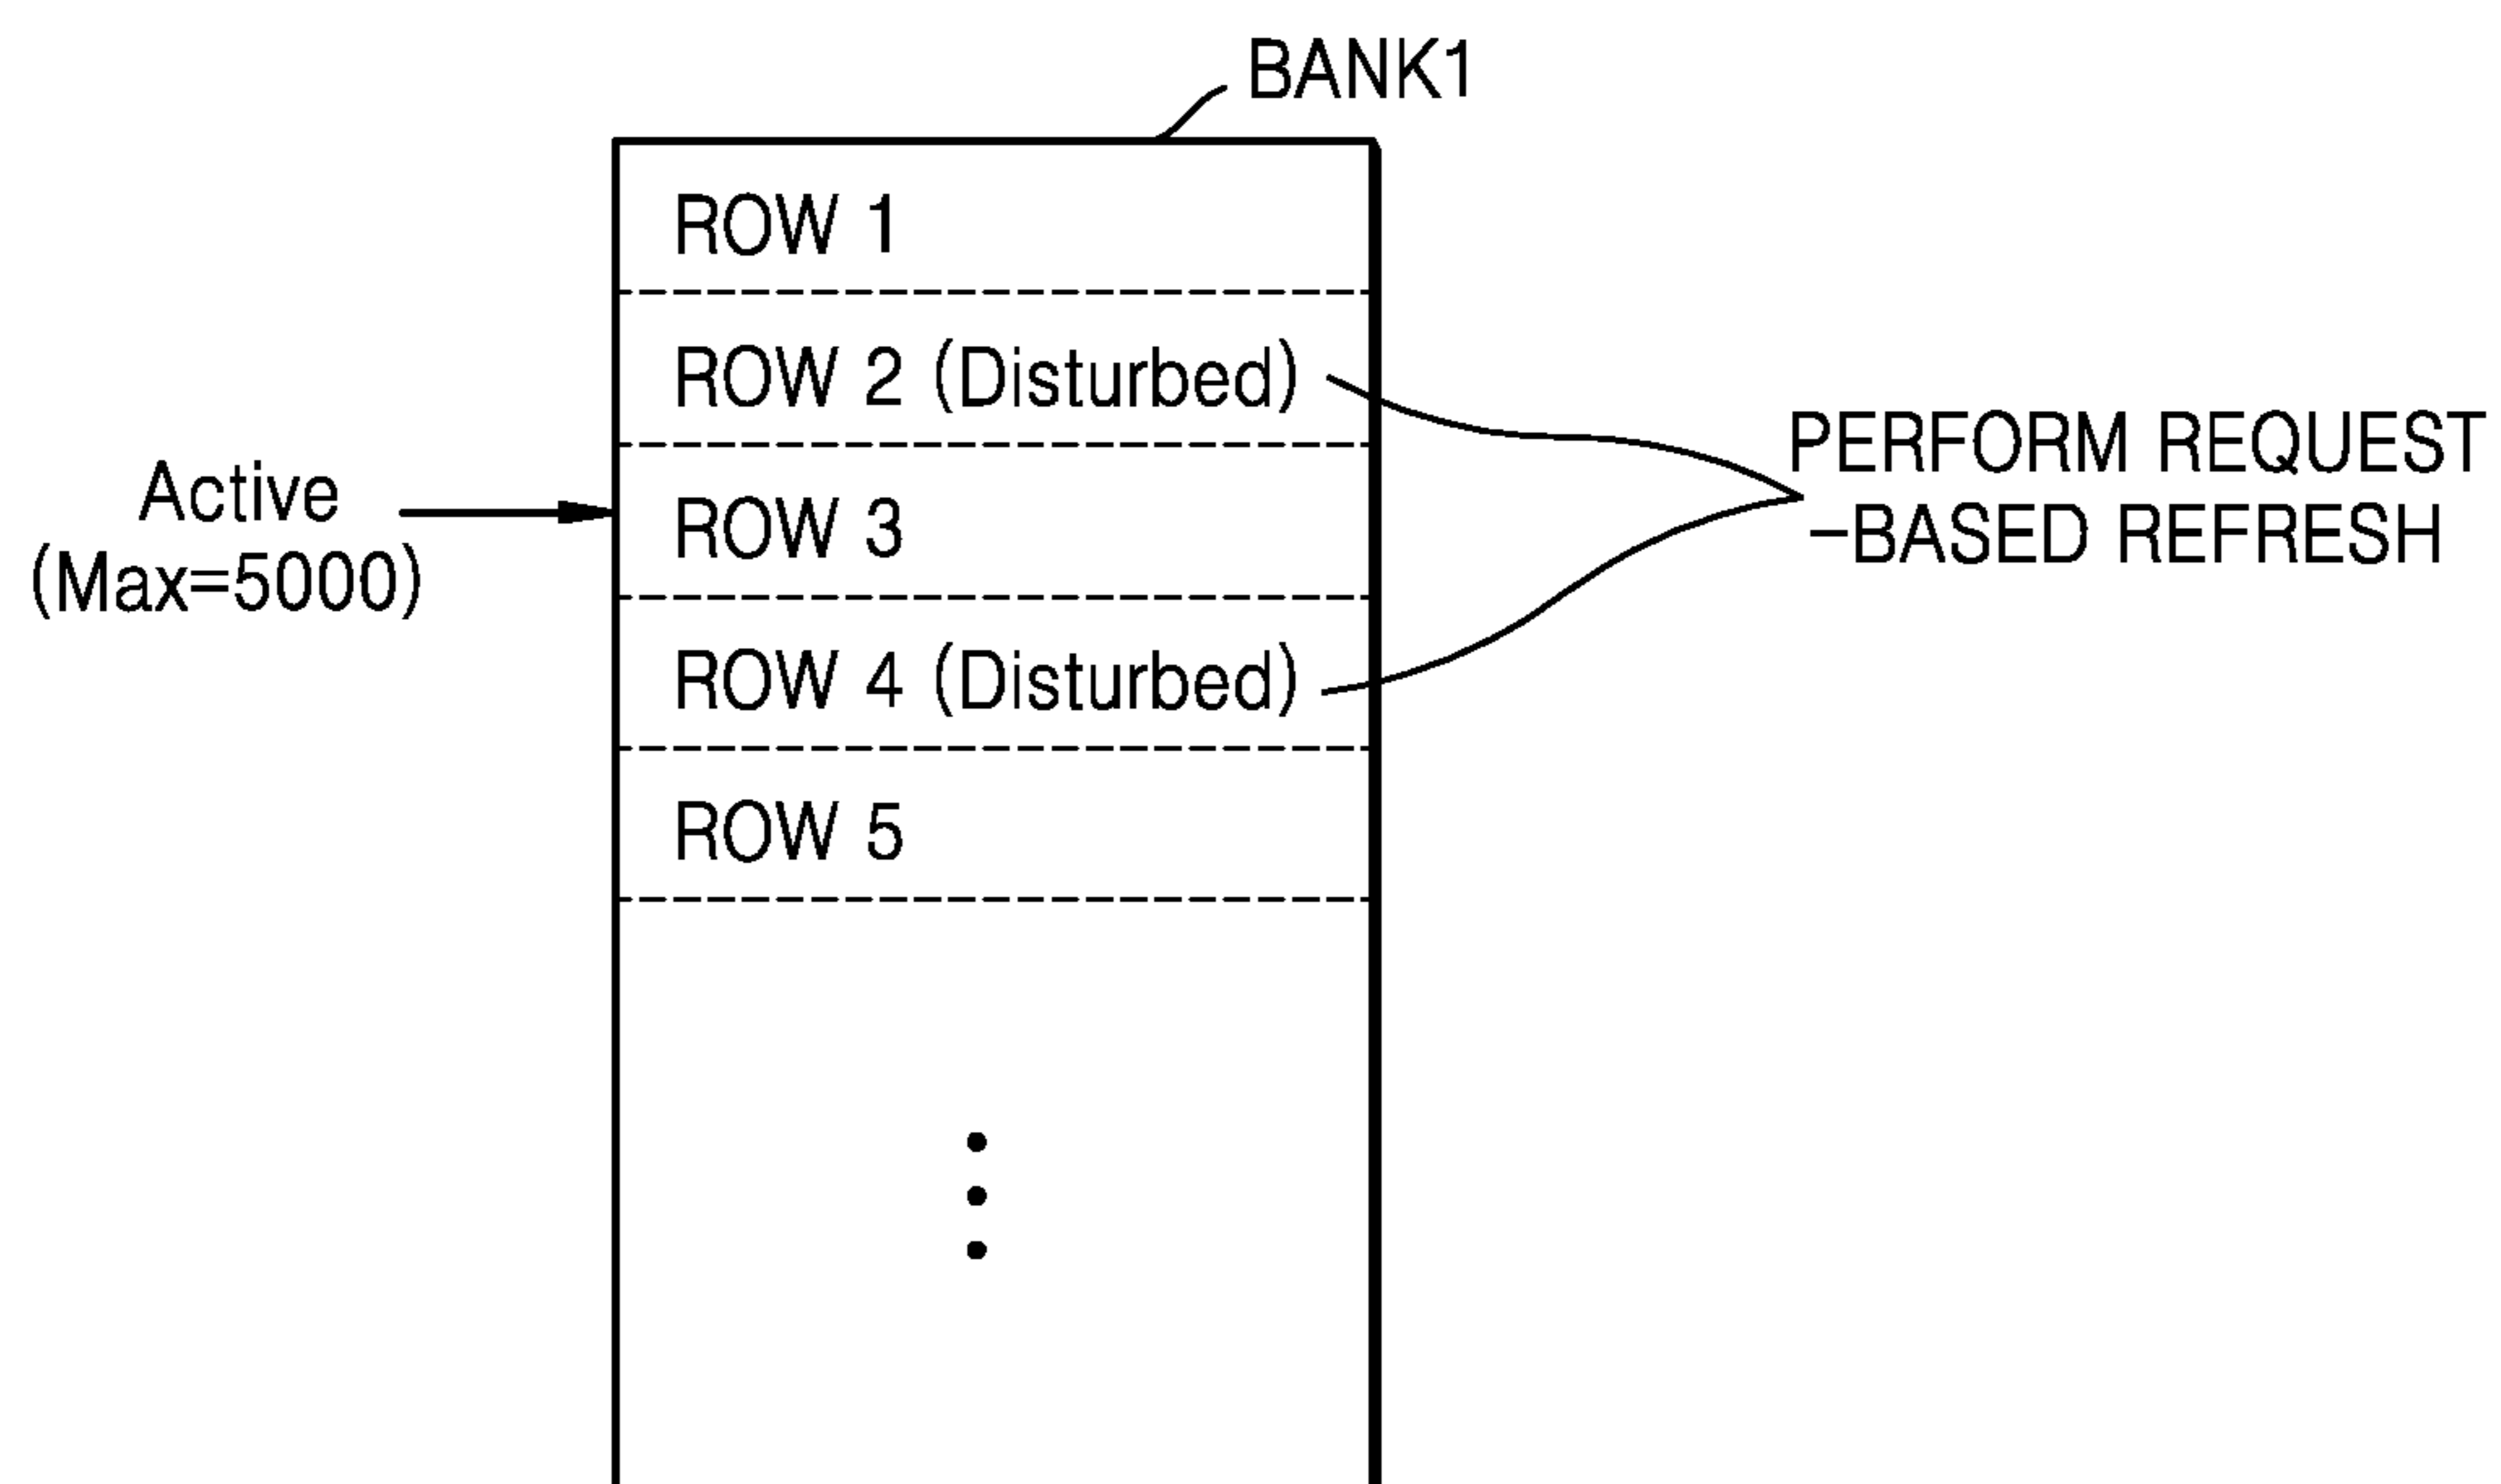 BANK1
ROW 1
ROW 2 (Disturbed)
Active
(Max=5000)
ROW 3
ROW 4 (Disturbed)
ROW 5
PERFORM REQUEST
-BASED REFRESH